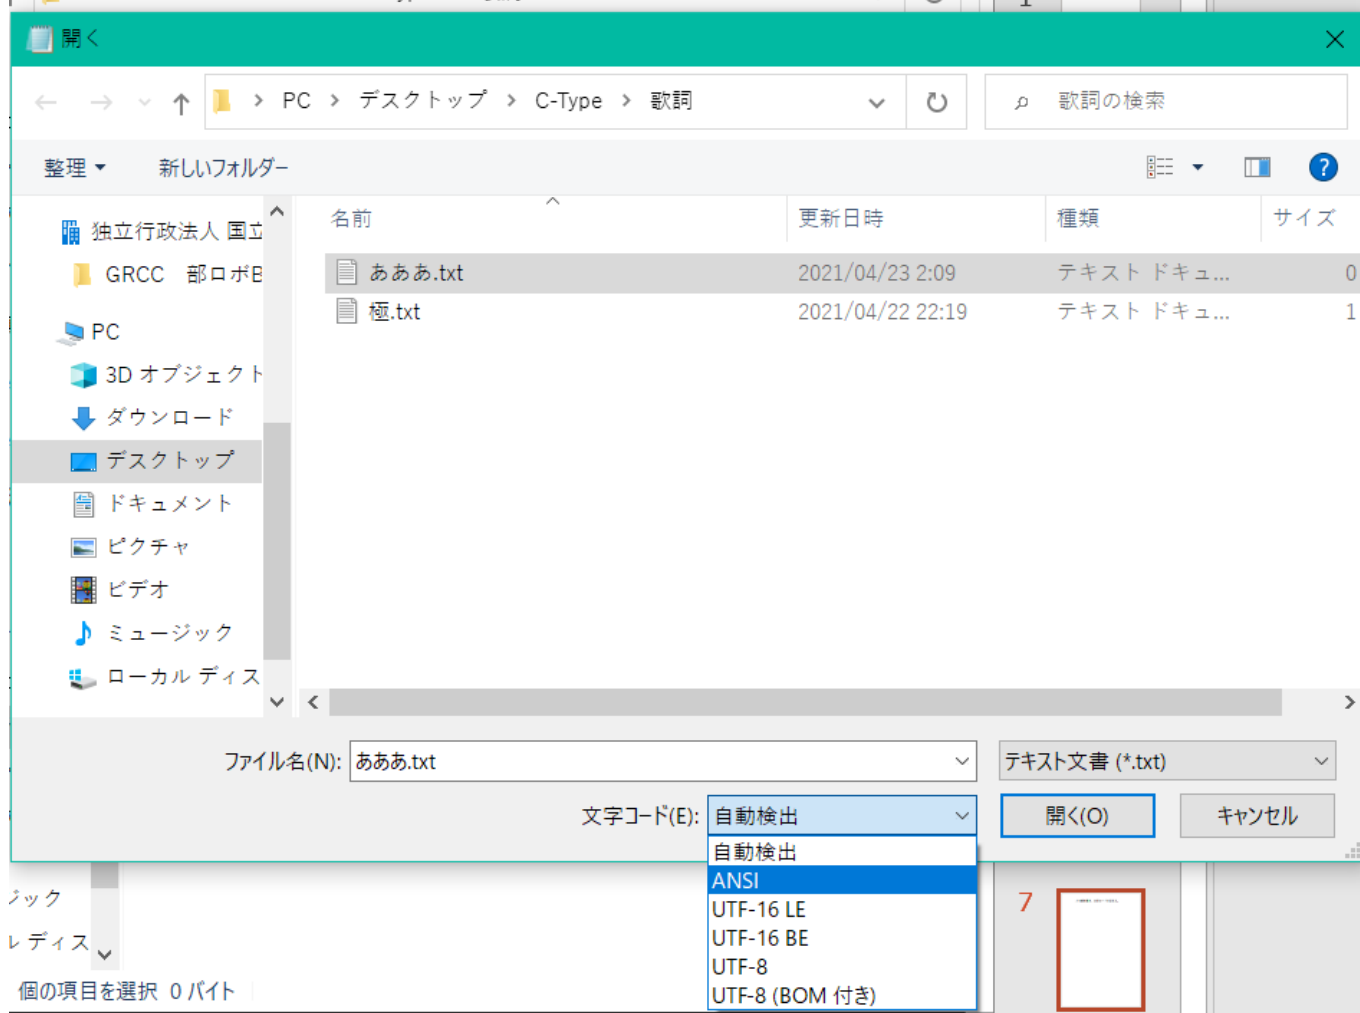 開く
PC > デスクトップ > C-Type > 歌詞
歌詞の検索
整理
新しいフォルダー
名前
更新日時
種類
サイズ
独立行政法人 国立
GRCC 部ロボB
PC
3D オブジェクト
ダウンロード
デスクトップ
ドキュメント
ピクチャ
ビデオ
ミュージック
ローカル ディス
あああ.txt 2021/04/23 2:09 テキスト ドキュ... 0
極.txt 2021/04/22 22:19 テキスト ドキュ... 1
ファイル名(N): あああ.txt
テキスト文書 (*.txt)
文字コード(E): 自動検出
開く(O)
キャンセル
自動検出
ANSI
UTF-16 LE
UTF-16 BE
UTF-8
UTF-8 (BOM 付き)
ジック
ル ディス
個の項目を選択 0 バイト
1
7